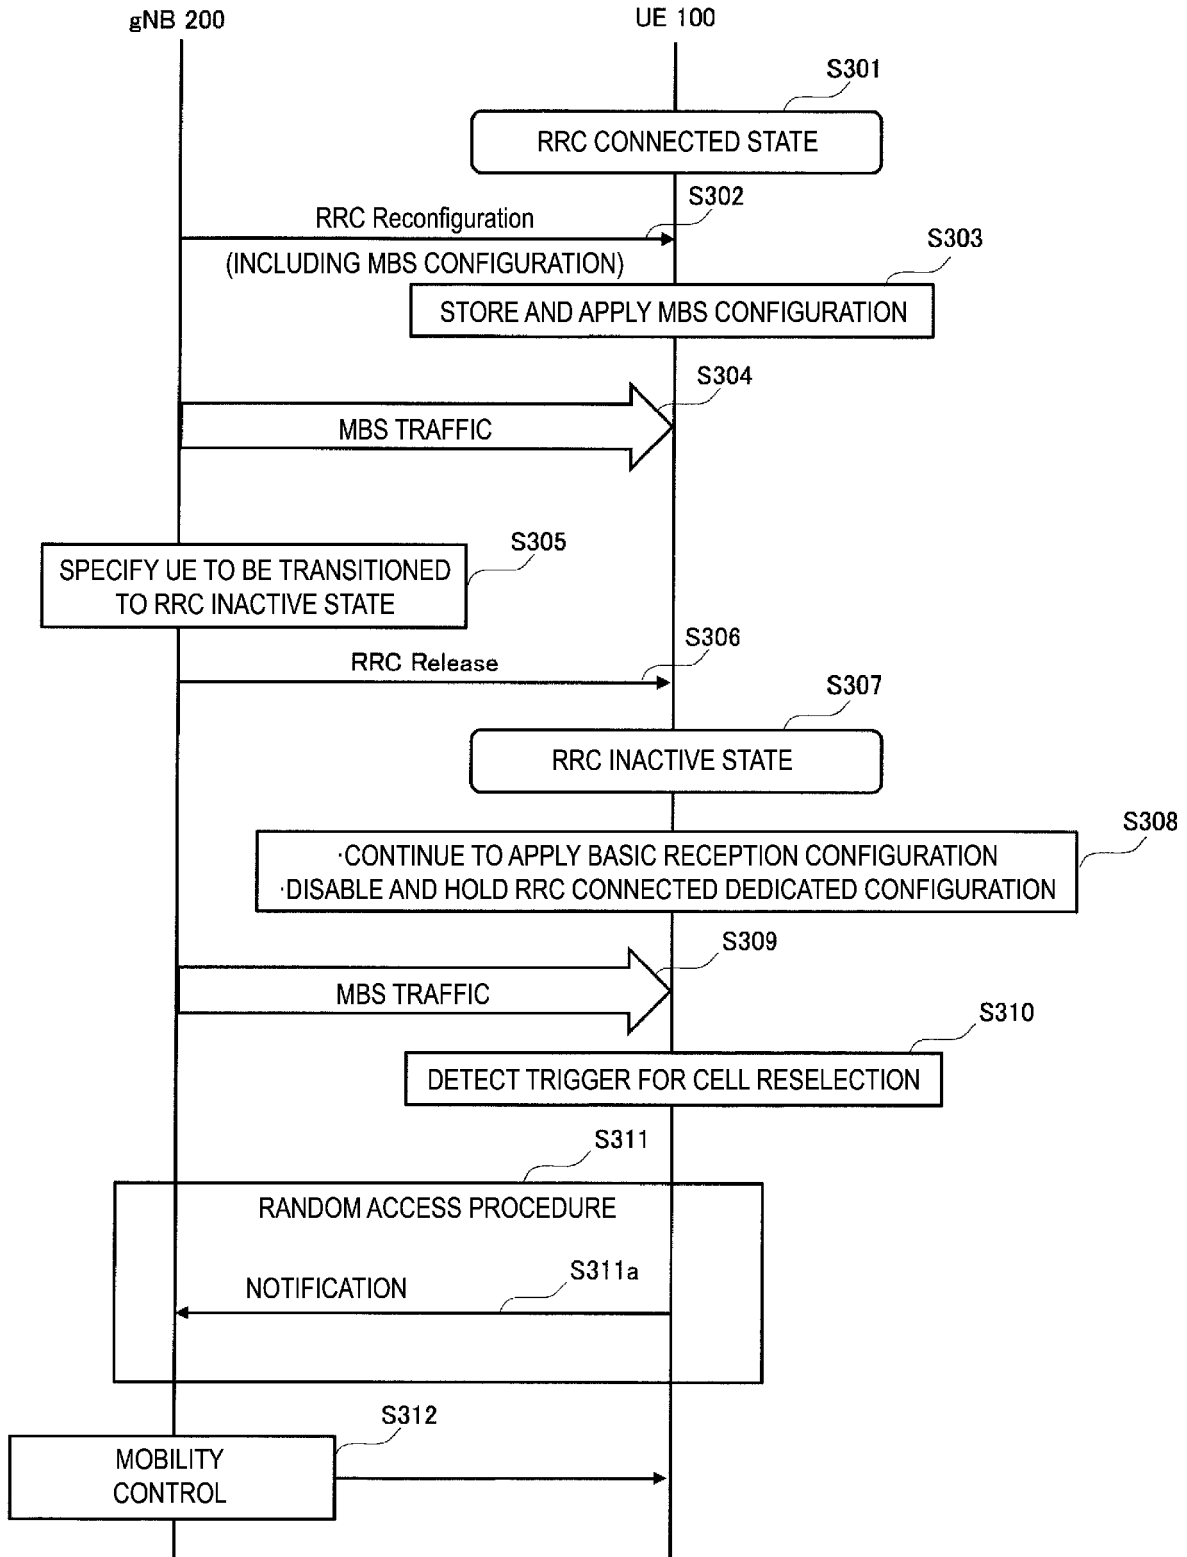 gNB 200
UE 100
S301
RRC CONNECTED STATE
S302
RRC Reconfiguration
(INCLUDING MBS CONFIGURATION)
S303
STORE AND APPLY MBS CONFIGURATION
S304
MBS TRAFFIC
S305
SPECIFY UE TO BE TRANSITIONED
TO RRC INACTIVE STATE
S306
RRC Release
S307
RRC INACTIVE STATE
S308
·CONTINUE TO APPLY BASIC RECEPTION CONFIGURATION
·DISABLE AND HOLD RRC CONNECTED DEDICATED CONFIGURATION
S309
MBS TRAFFIC
S310
DETECT TRIGGER FOR CELL RESELECTION
S311
RANDOM ACCESS PROCEDURE
S311a
NOTIFICATION
S312
MOBILITY
CONTROL